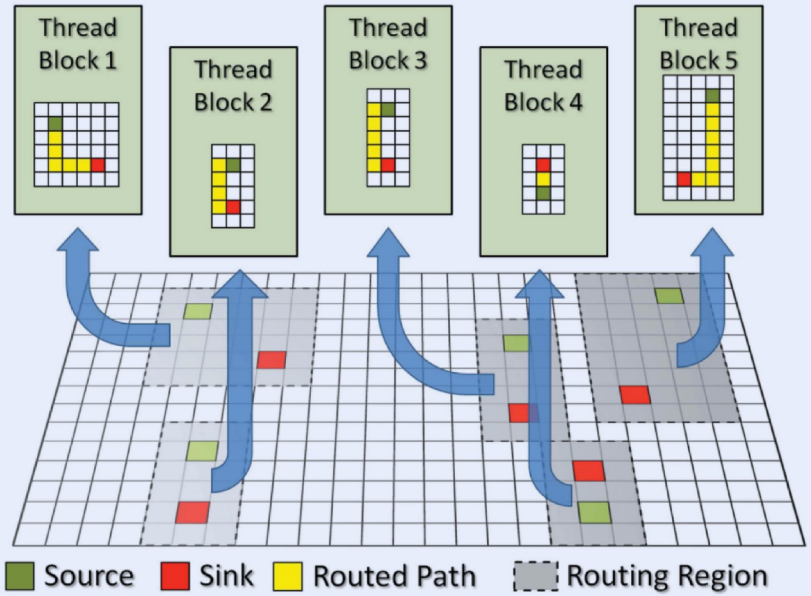 Thread
Block 1
Thread
Block 2
Thread
Block 3
Thread
Block 4
Thread
Block 5
Source
Sink
Routed Path
Routing Region